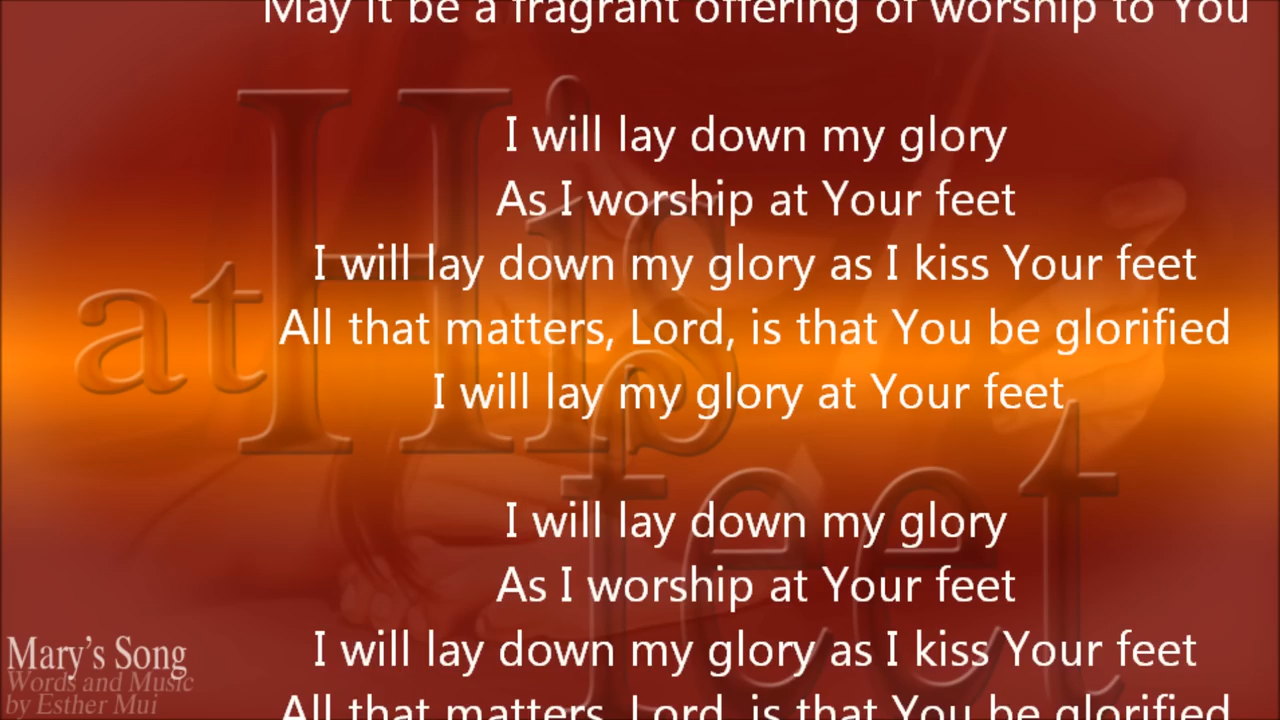 May it be a fragrant offering of worship to You
I will lay down my glory
As I worship at Your feet
I will lay down my glory as I kiss Your feet
All that matters, Lord, is that You be glorified
I will lay my glory at Your feet
I will lay down my glory
As I worship at Your feet
I will lay down my glory as I kiss Your feet
All that matters, Lord, is that You be glorified
at His
feet
Mary's Song
Words and Music
by Esther Mui